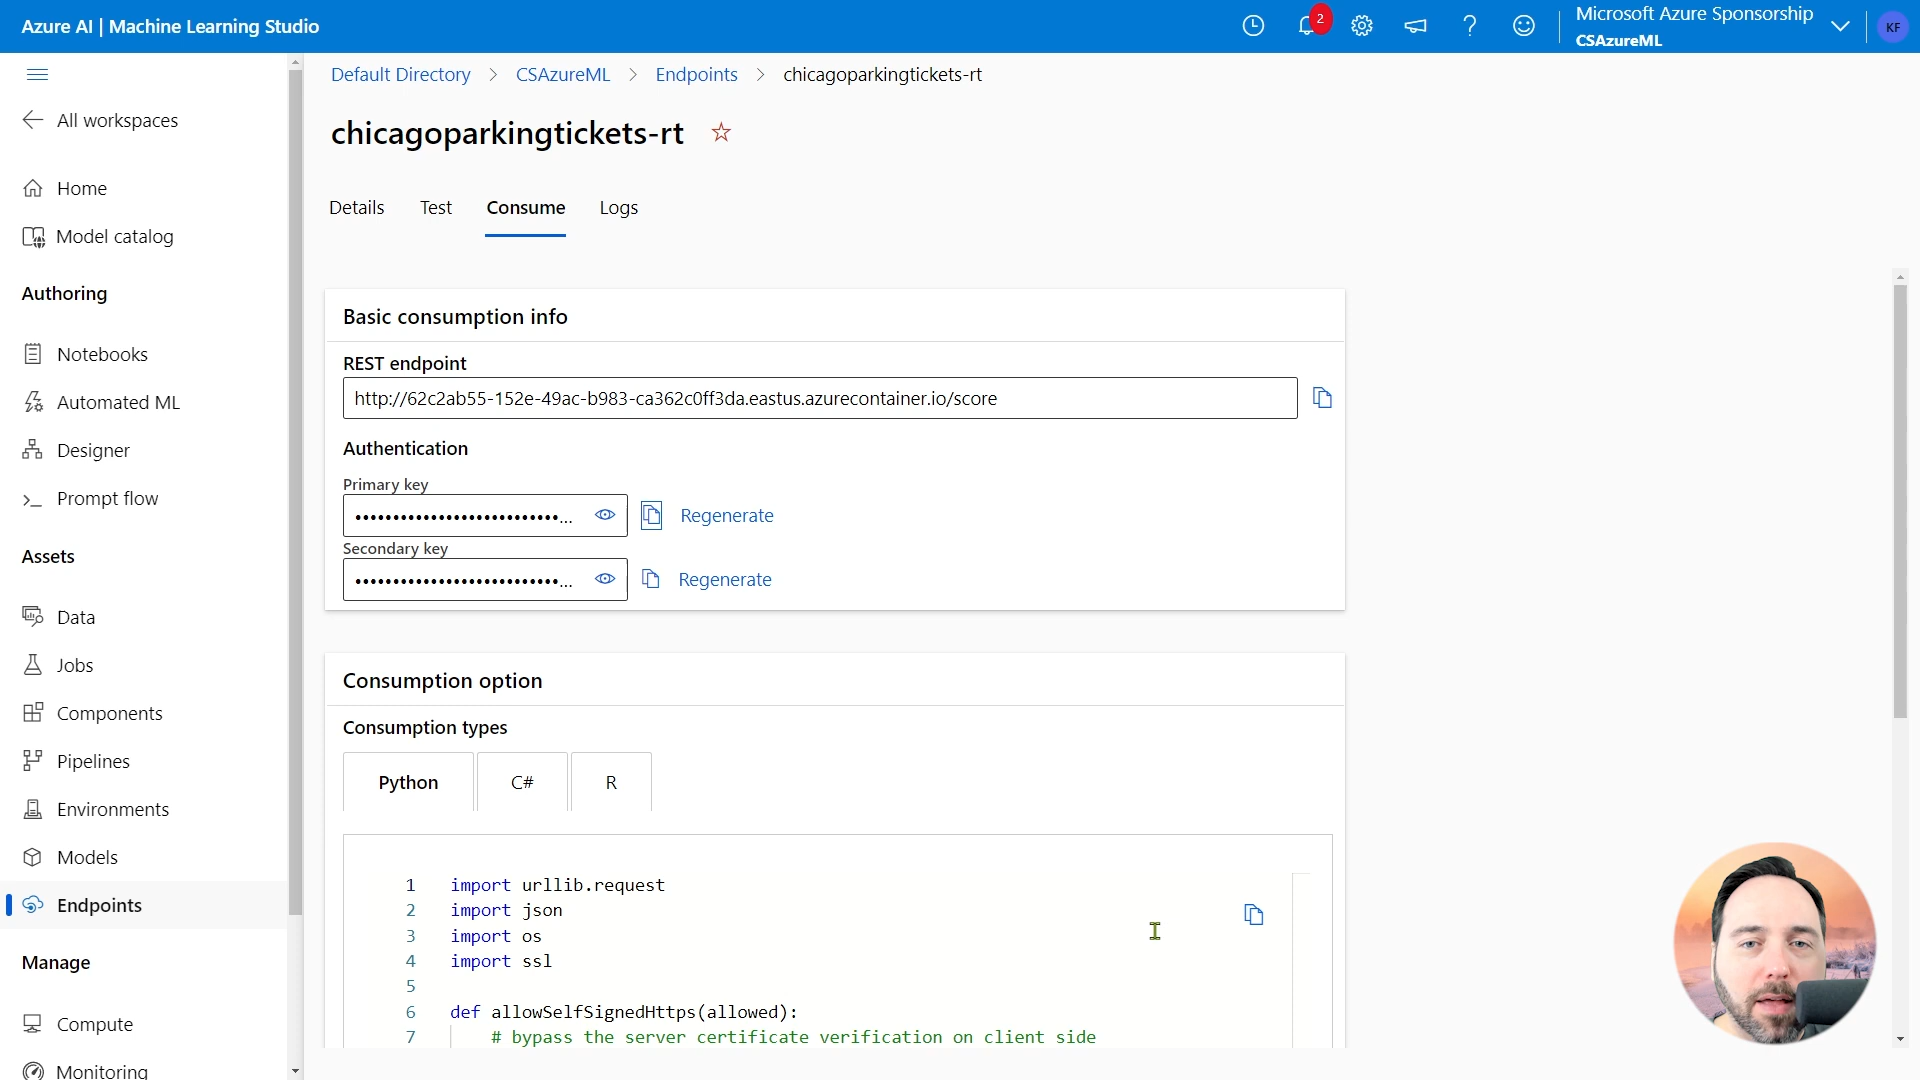 Azure AI | Machine Learning Studio
2
Microsoft Azure Sponsorship
CSAzureML
KF
All workspaces
Home
Model catalog
Authoring
Notebooks
Automated ML
Designer
Prompt flow
Assets
Data
Jobs
Components
Pipelines
Environments
Models
Endpoints
Manage
Compute
Monitoring
Default Directory > CSAzureML > Endpoints > chicagoparkingtickets-rt
chicagoparkingtickets-rt
Details Test Consume Logs
Basic consumption info
REST endpoint
http://62c2ab55-152e-49ac-b983-ca362c0ff3da.eastus.azurecontainer.io/score
Authentication
Primary key
•••••••••••••••••••••••••••... Regenerate
Secondary key
•••••••••••••••••••••••••••... Regenerate
Consumption option
Consumption types
Python C# R
1 import urllib.request
2 import json
3 import os
4 import ssl
5
6 def allowSelfSignedHttps(allowed):
7 # bypass the server certificate verification on client side